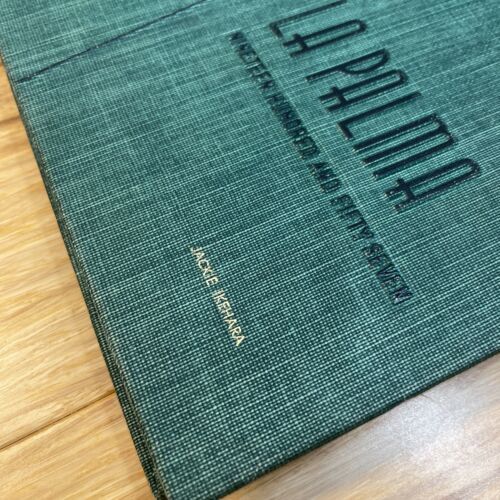 LA PALMA
NINETEEN HUNDRED AND FIFTY SEVEN
JACKIE IKEHARA